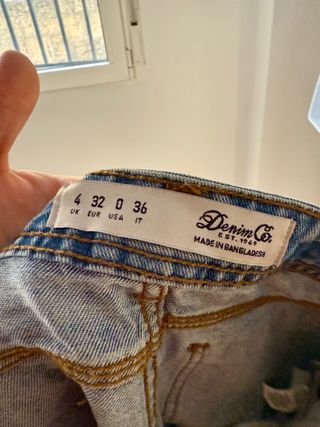 4 32 0 36
UK EUR USA IT
Denim Co.
EST. 1969
MADE IN BANGLADESH